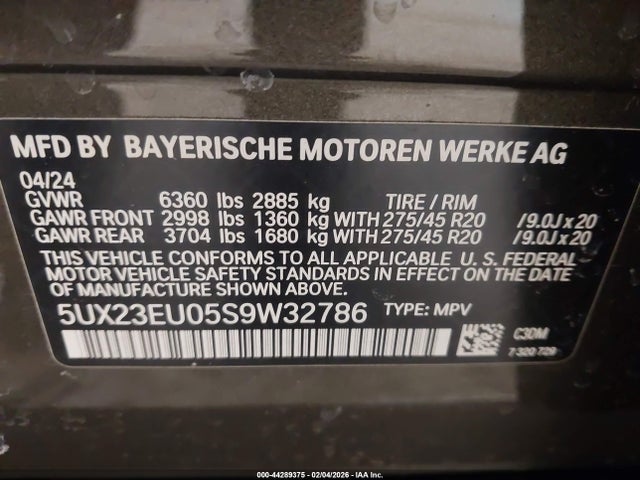 MFD BY BAYERISCHE MOTOREN WERKE AG
04/24
GVWR 6360 lbs 2885 kg TIRE / RIM
GAWR FRONT 2998 lbs 1360 kg WITH 275/45 R20 /9.0J x 20
GAWR REAR 3704 lbs 1680 kg WITH 275/45 R20 /9.0J x 20
THIS VEHICLE CONFORMS TO ALL APPLICABLE U. S. FEDERAL
MOTOR VEHICLE SAFETY STANDARDS IN EFFECT ON THE DATE
OF MANUFACTURE SHOWN ABOVE.
5UX23EU05S9W32786 TYPE: MPV
C3DM
7 320 729
000-44289375 - 02/04/2026 - IAA Inc.